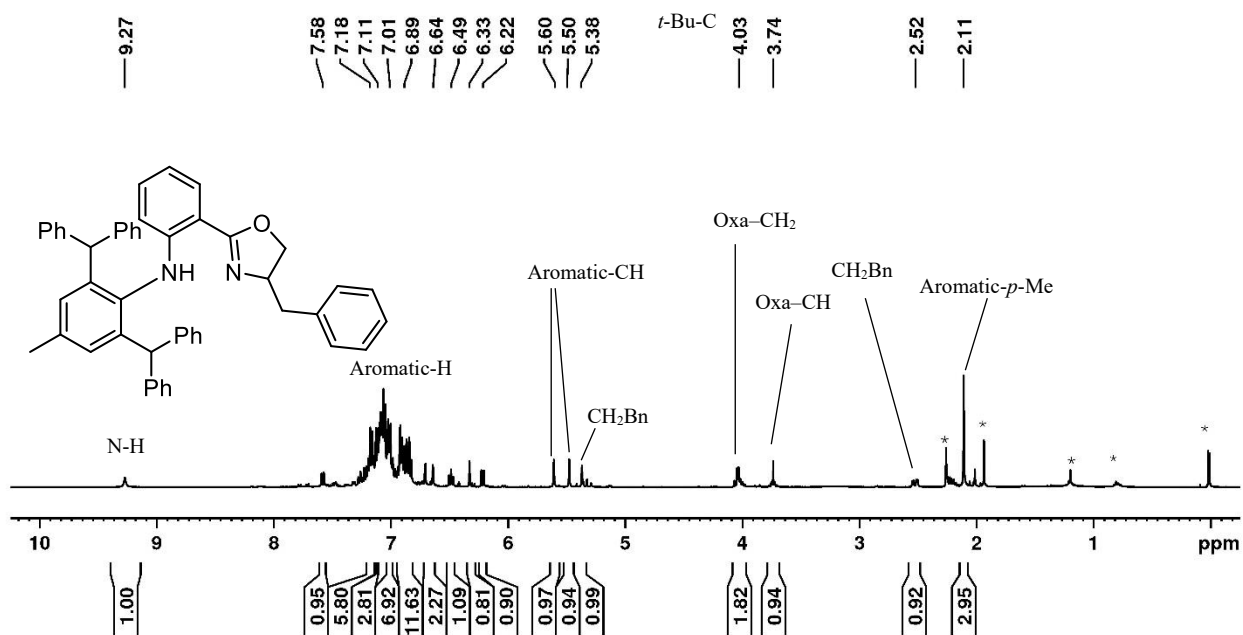 9.27 7.58 7.18 7.11 7.01 6.89 6.64 6.49 6.33 6.22 5.60 5.50 5.38 t-Bu-C 4.03 3.74 2.52 2.11
O
N
NH
Ph Ph
Ph
Ph
Oxa–CH₂
Aromatic-CH
Oxa–CH
CH₂Bn
Aromatic-p-Me
Aromatic-H
CH₂Bn
N-H
* * * * *
10 9 8 7 6 5 4 3 2 1 ppm
1.00 0.95 5.80 2.81 6.92 11.63 2.27 1.09 0.81 0.90 0.97 0.94 0.99 1.82 0.94 0.92 2.95